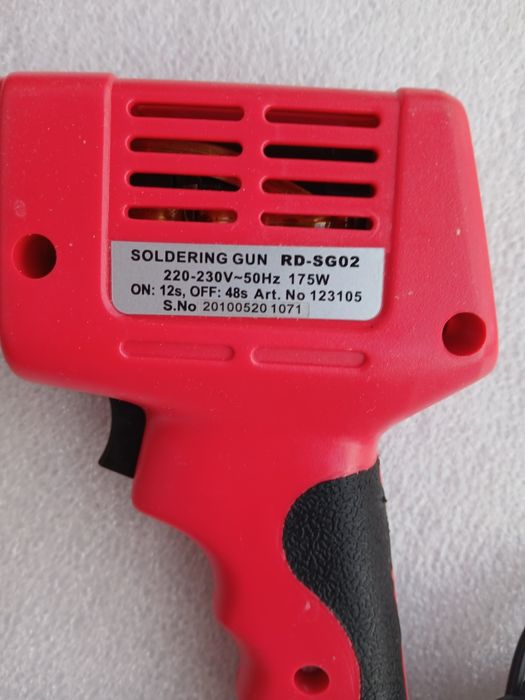 SOLDERING GUN RD-SG02
220-230V~50Hz 175W
ON: 12s, OFF: 48s Art. No 123105
S.No 201005201071